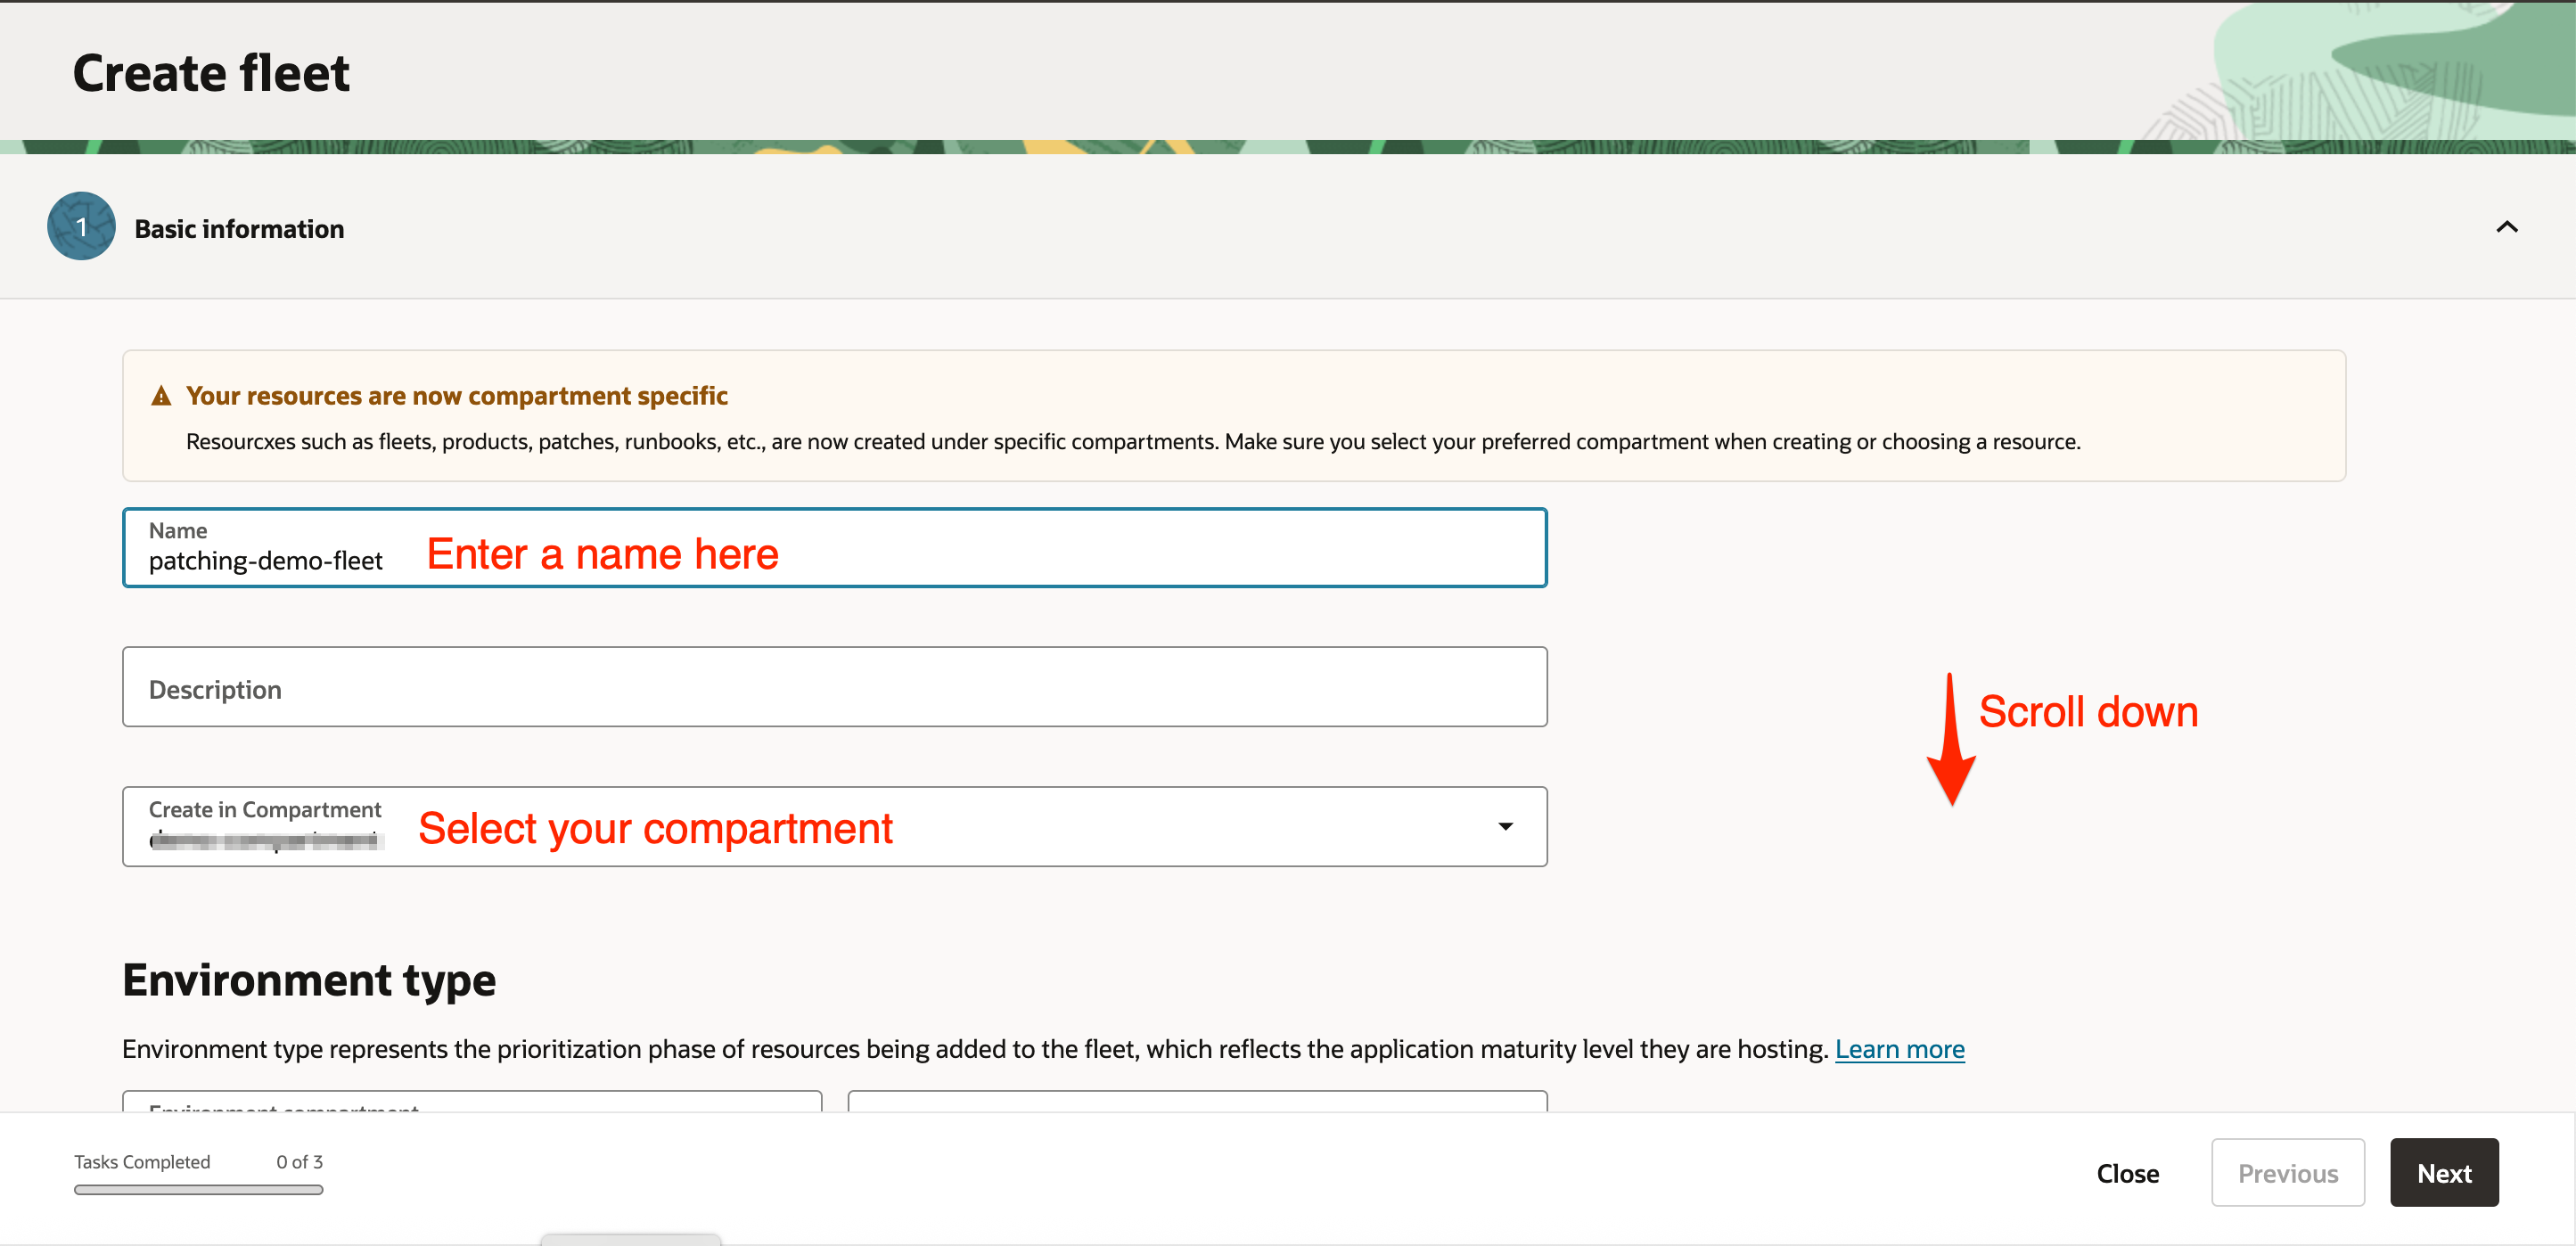 Create fleet
1 Basic information
Your resources are now compartment specific
Resourcxes such as fleets, products, patches, runbooks, etc., are now created under specific compartments. Make sure you select your preferred compartment when creating or choosing a resource.
Name
patching-demo-fleet Enter a name here
Description
Scroll down
Create in Compartment
Select your compartment
Environment type
Environment type represents the prioritization phase of resources being added to the fleet, which reflects the application maturity level they are hosting. Learn more
Environment compartment
Tasks Completed 0 of 3
Close Previous Next